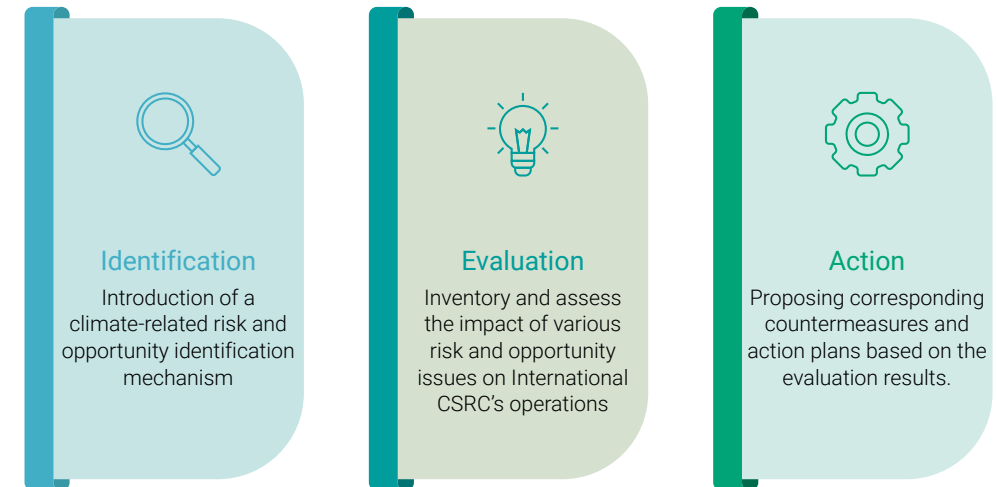 Identification
Introduction of a
climate-related risk and
opportunity identification
mechanism
Evaluation
Inventory and assess
the impact of various
risk and opportunity
issues on International
CSRC’s operations
Action
Proposing corresponding
countermeasures and
action plans based on the
evaluation results.